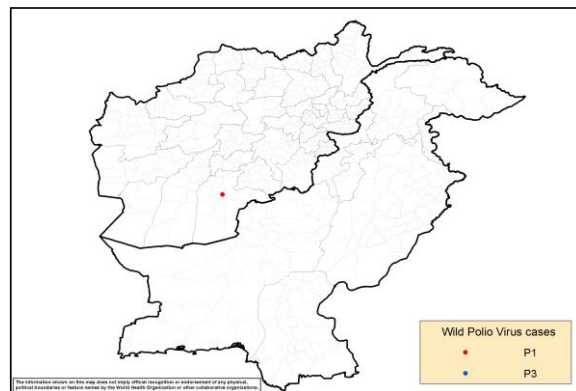 Wild Polio Virus cases
P1
P3
The information shown on this map does not imply official recognition or endorsement of any physical,
political boundaries or feature names by the World Health Organization or other collaborative organizations.